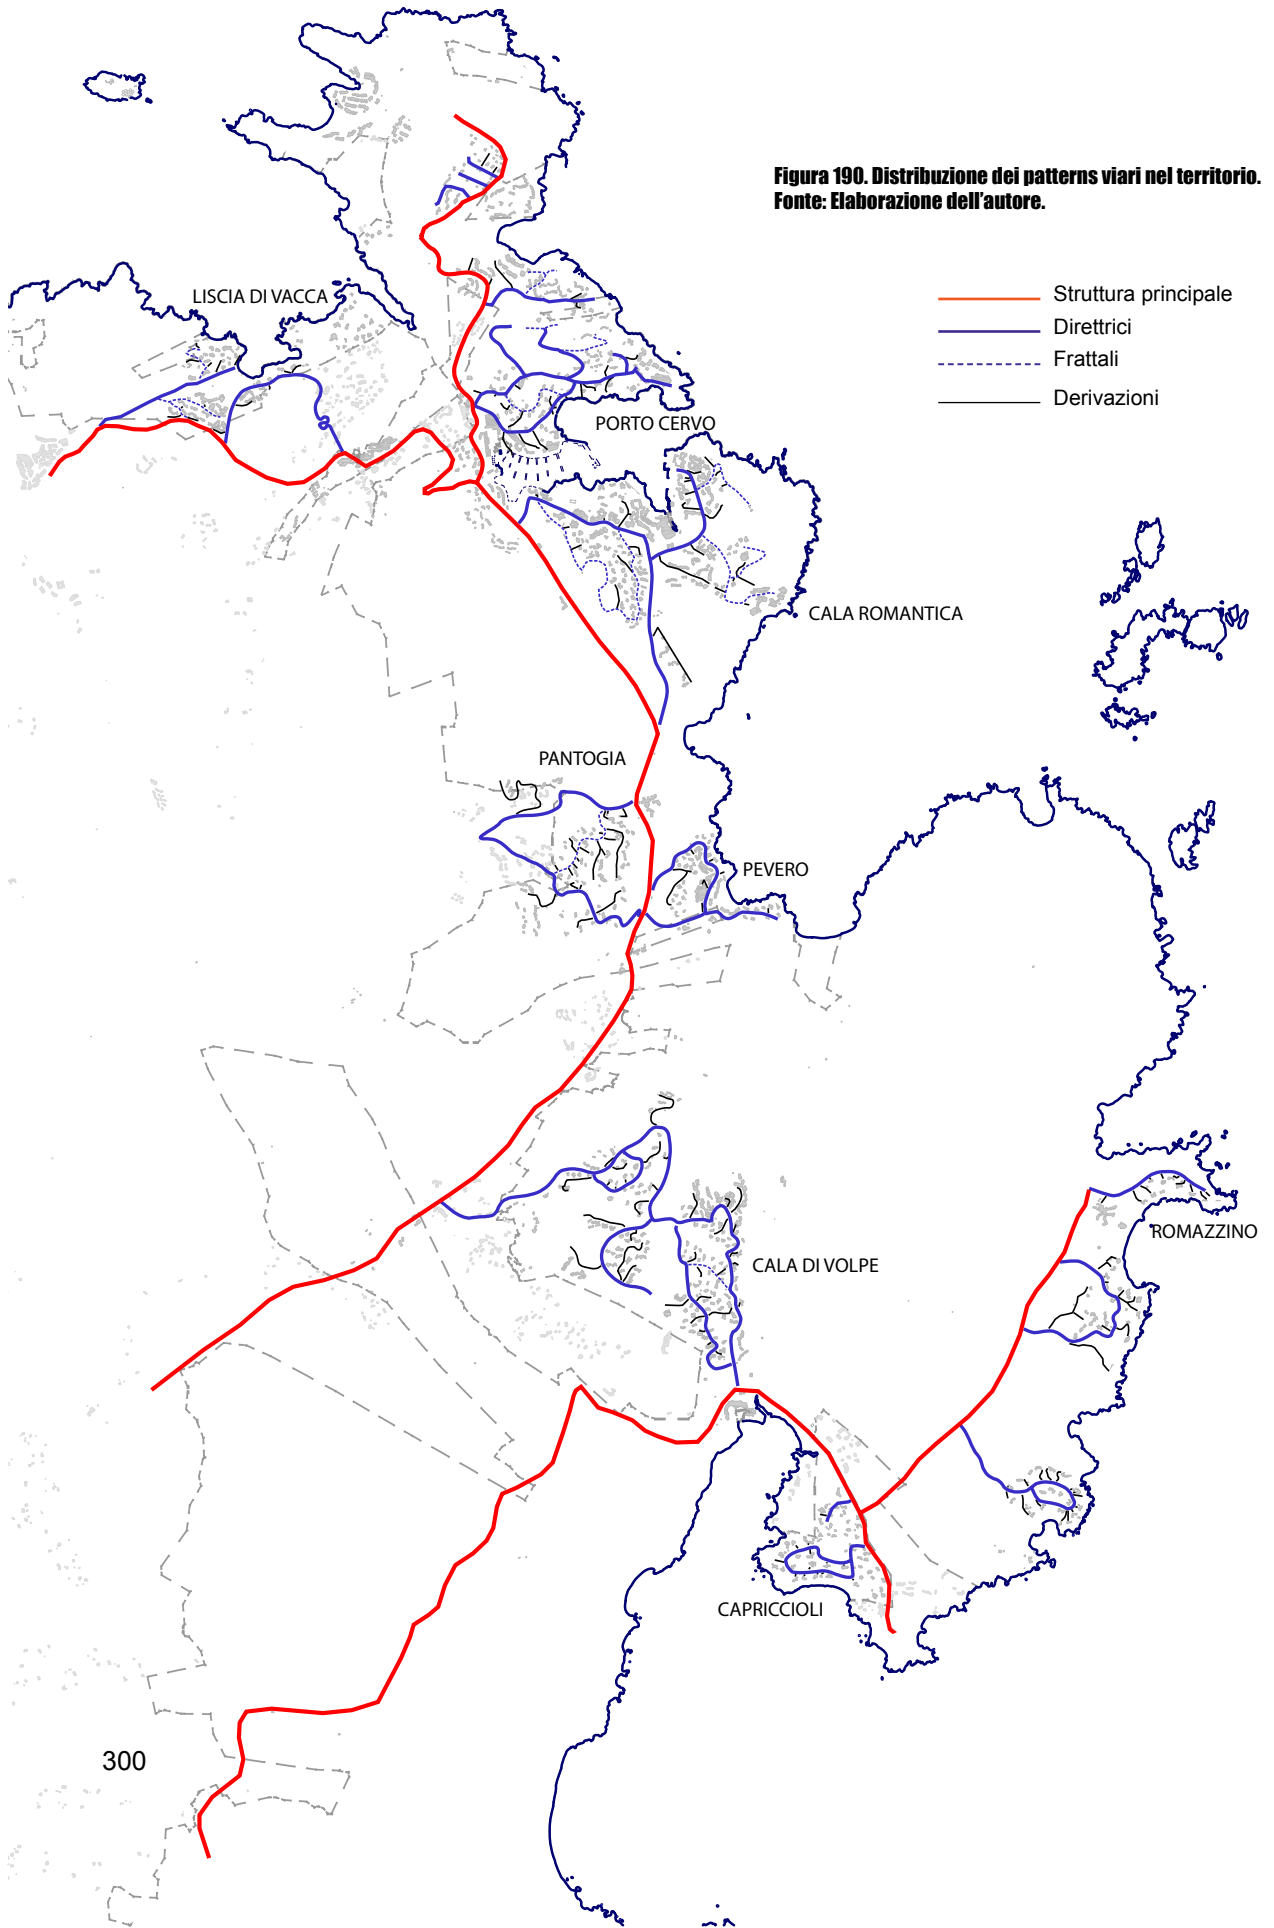 Figura 190. Distribuzione dei patterns viari nel territorio.
Fonte: Elaborazione dell'autore.
Struttura principale
Direttrici
Frattali
Derivazioni
LISCIA DI VACCA
PORTO CERVO
CALA ROMANTICA
PANTOGIA
PEVERO
ROMAZZINO
CALA DI VOLPE
CAPRICCIOLI
300